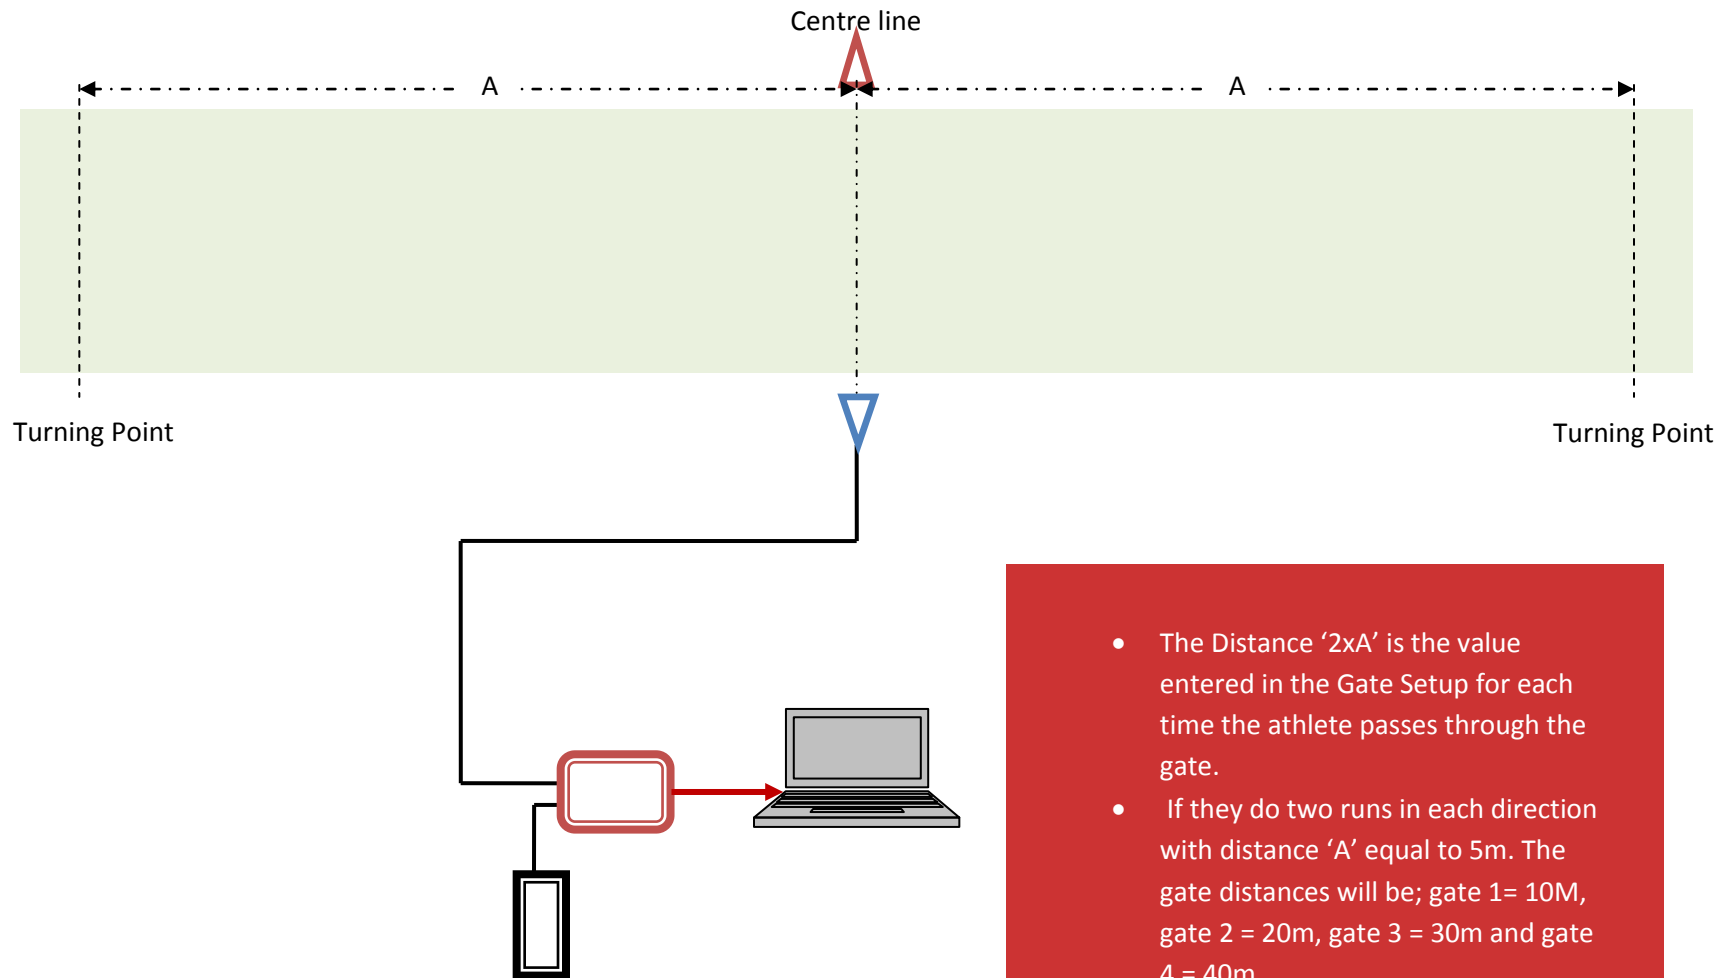 Centre line
A
A
Turning Point
Turning Point
• The Distance ‘2xA’ is the value
entered in the Gate Setup for each
time the athlete passes through the
gate.
• If they do two runs in each direction
with distance ‘A’ equal to 5m. The
gate distances will be; gate 1= 10M,
gate 2 = 20m, gate 3 = 30m and gate
4 = 40m